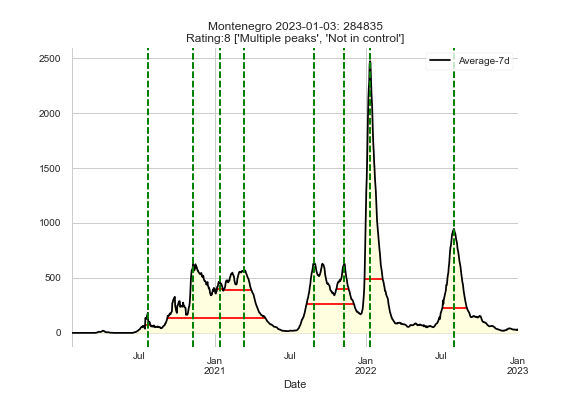 Montenegro 2023-01-03: 284835
Rating:8 ['Multiple peaks', 'Not in control']
Average-7d
2500
2000
1500
1000
500
0
Jul
Jan
2021
Jul
Jan
2022
Jul
Jan
2023
Date